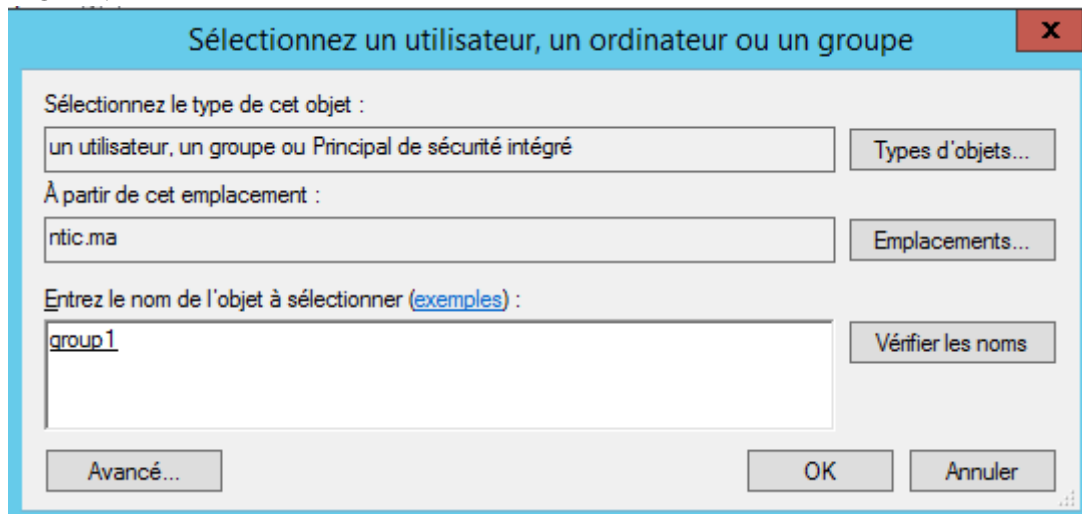 Sélectionnez un utilisateur, un ordinateur ou un groupe
x
Sélectionnez le type de cet objet :
un utilisateur, un groupe ou Principal de sécurité intégré
Types d'objets...
À partir de cet emplacement :
ntic.ma
Emplacements...
Entrez le nom de l'objet à sélectionner (exemples) :
group1
Vérifier les noms
Avancé...
OK
Annuler